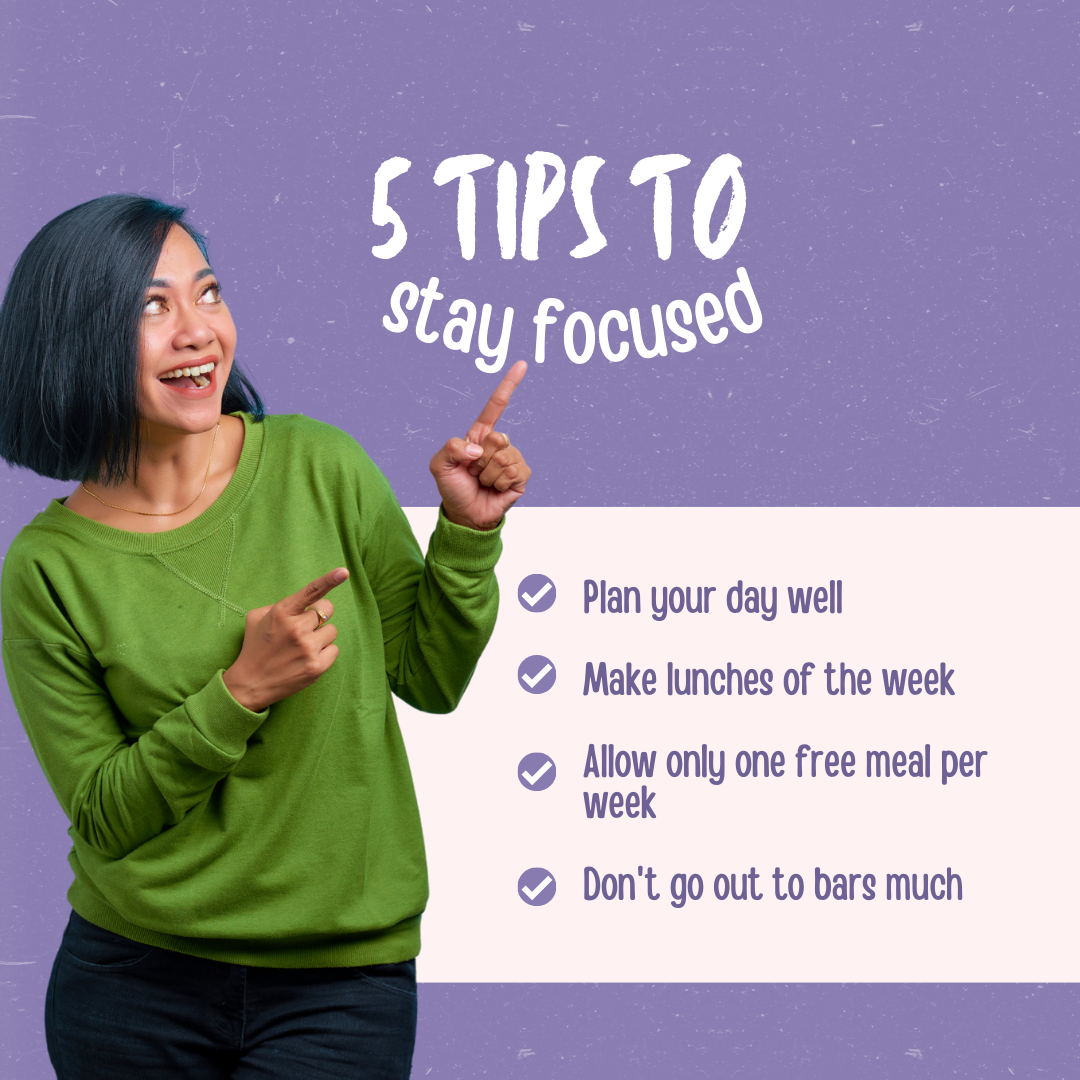 5 TIPS TO
stay focused
Plan your day well
Make lunches of the week
Allow only one free meal per
week
Don't go out to bars much